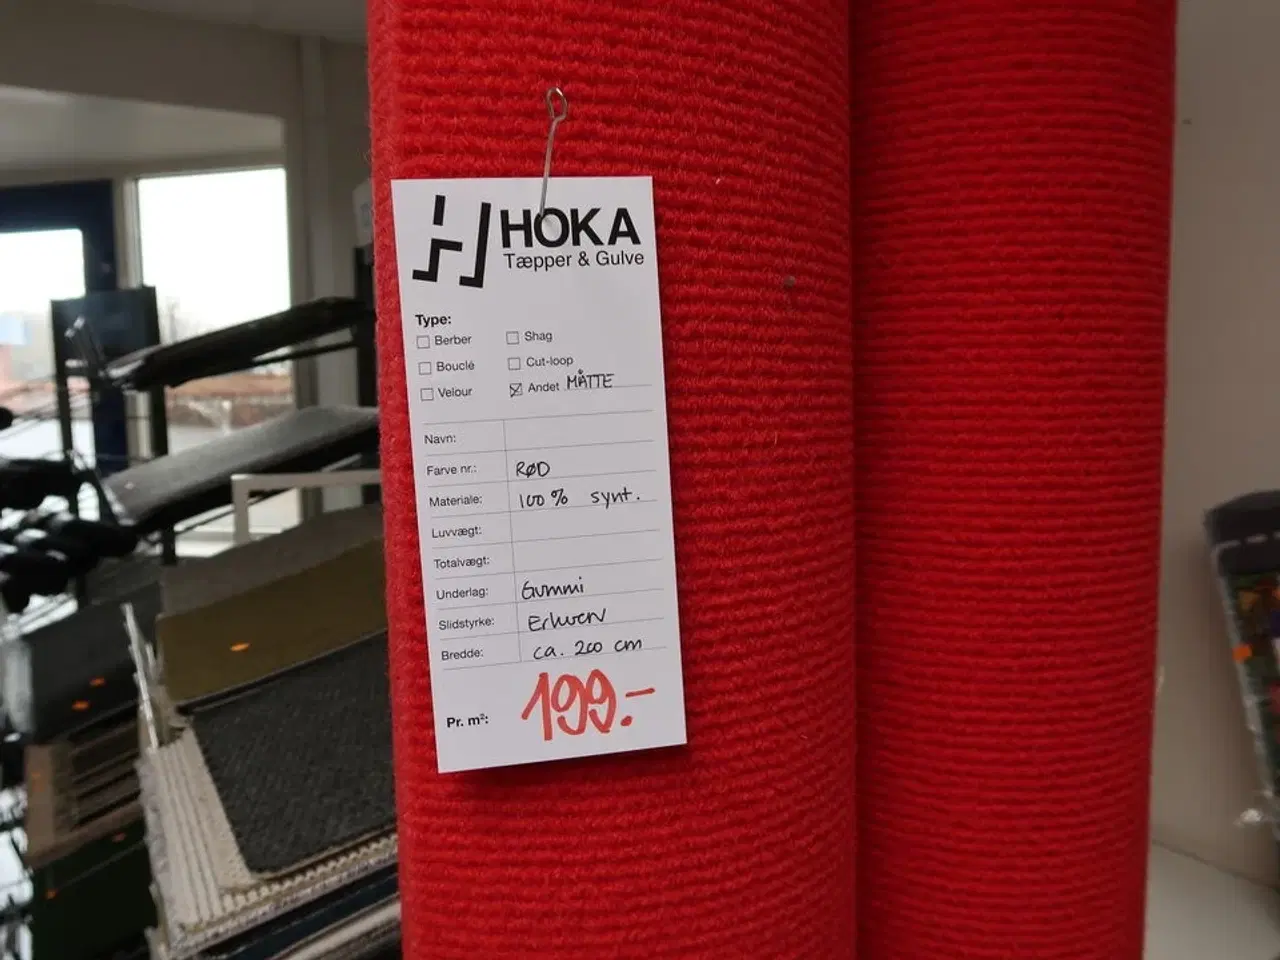 HOKA
Tæpper & Gulve
Type:
Berber Shag
Bouclé Cut-loop
Velour Andet MÅTTE
Navn:
Farve nr.: RØD
Materiale: 100% synt.
Luvvægt:
Totalvægt:
Underlag: Gummi
Slidstyrke: Erhverv
Bredde: ca. 200 cm
Pr. m²: 199.-